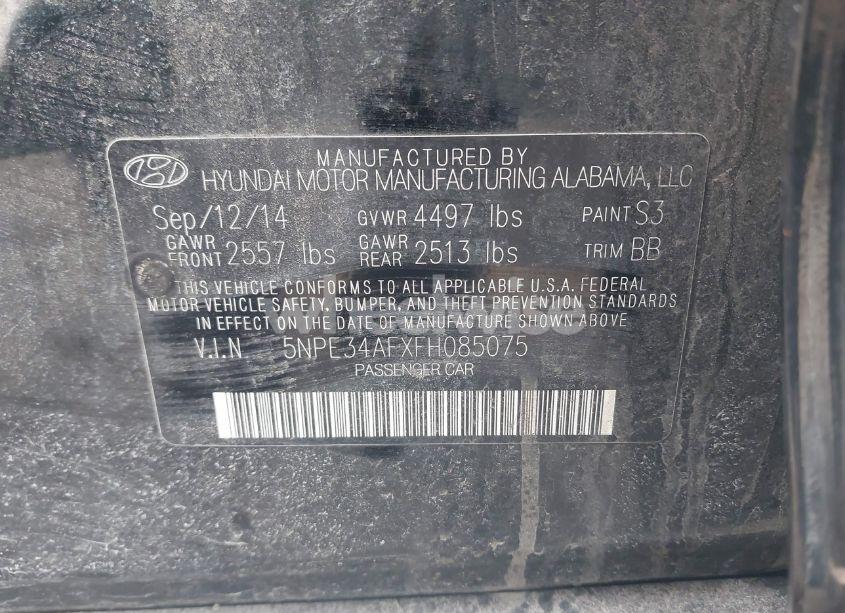 MANUFACTURED BY
HYUNDAI MOTOR MANUFACTURING ALABAMA, LLC
Sep/12/14 GVWR 4497 lbs PAINT S3
GAWR FRONT 2557 lbs GAWR REAR 2513 lbs TRIM BB
THIS VEHICLE CONFORMS TO ALL APPLICABLE U.S.A. FEDERAL
MOTOR VEHICLE SAFETY, BUMPER, AND THEFT PREVENTION STANDARDS
IN EFFECT ON THE DATE OF MANUFACTURE SHOWN ABOVE
V.I.N 5NPE34AFXFH085075
PASSENGER CAR